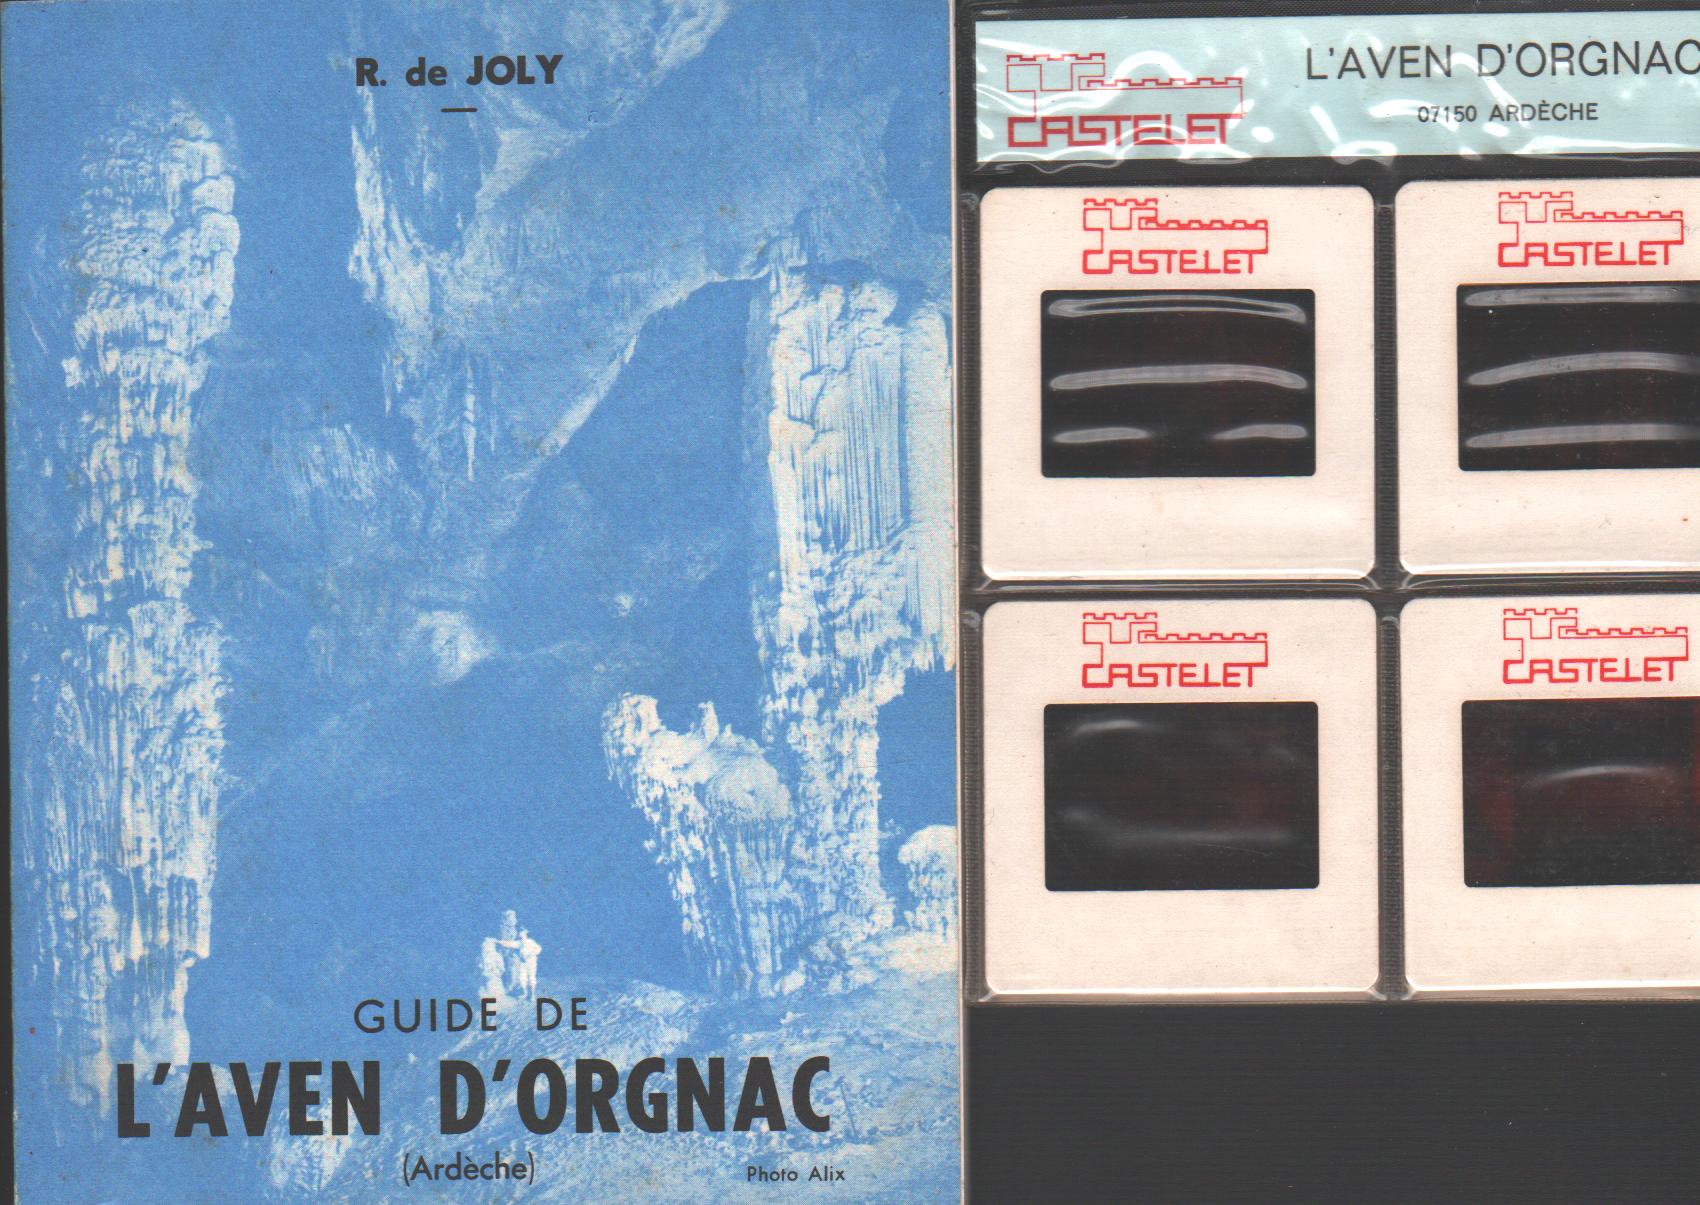 R. de JOLY
GUIDE DE
L'AVEN D'ORGNAC
(Ardèche)
Photo Alix
CASTELET
L'AVEN D'ORGNAC
07150 ARDÈCHE
CASTELET
CASTELET
CASTELET
CASTELET